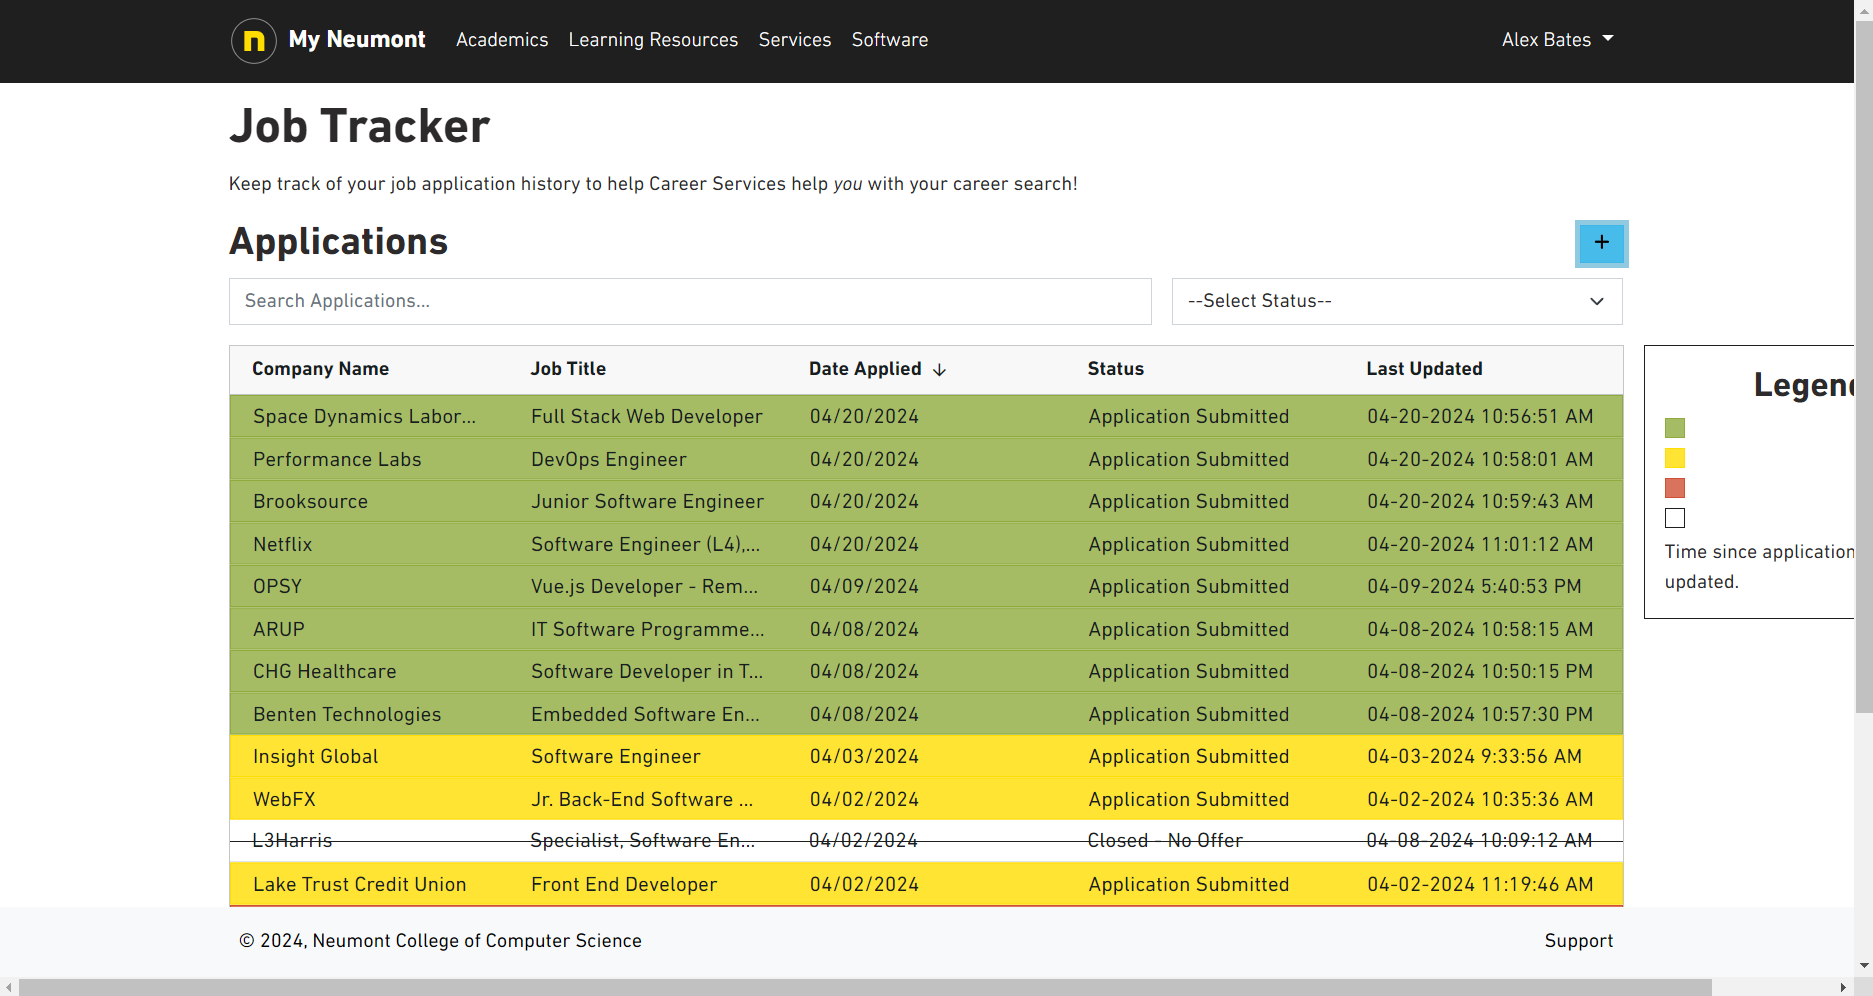 n My Neumont Academics Learning Resources Services Software Alex Bates
Job Tracker
Keep track of your job application history to help Career Services help you with your career search!
Applications
+
Search Applications... --Select Status--
Company Name Job Title Date Applied ↓ Status Last Updated
Space Dynamics Labor... Full Stack Web Developer 04/20/2024 Application Submitted 04-20-2024 10:56:51 AM
Performance Labs DevOps Engineer 04/20/2024 Application Submitted 04-20-2024 10:58:01 AM
Brooksource Junior Software Engineer 04/20/2024 Application Submitted 04-20-2024 10:59:43 AM
Netflix Software Engineer (L4),... 04/20/2024 Application Submitted 04-20-2024 11:01:12 AM
OPSY Vue.js Developer - Rem... 04/09/2024 Application Submitted 04-09-2024 5:40:53 PM
ARUP IT Software Programme... 04/08/2024 Application Submitted 04-08-2024 10:58:15 AM
CHG Healthcare Software Developer in T... 04/08/2024 Application Submitted 04-08-2024 10:50:15 PM
Benten Technologies Embedded Software En... 04/08/2024 Application Submitted 04-08-2024 10:57:30 PM
Insight Global Software Engineer 04/03/2024 Application Submitted 04-03-2024 9:33:56 AM
WebFX Jr. Back-End Software ... 04/02/2024 Application Submitted 04-02-2024 10:35:36 AM
L3Harris Specialist, Software En... 04/02/2024 Closed - No Offer 04-08-2024 10:09:12 AM
Lake Trust Credit Union Front End Developer 04/02/2024 Application Submitted 04-02-2024 11:19:46 AM
Legend
Time since application
updated.
© 2024, Neumont College of Computer Science Support